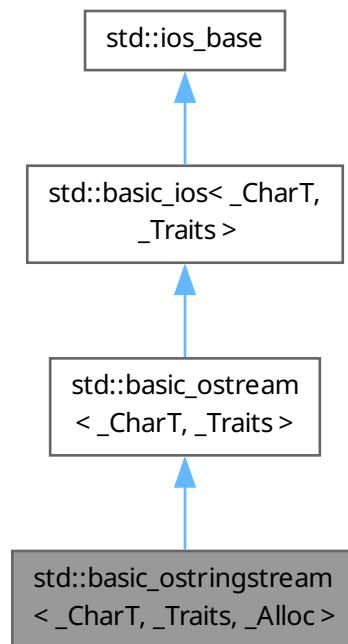 std::ios_base
std::basic_ios< _CharT,
_Traits >
std::basic_ostream
< _CharT, _Traits >
std::basic_ostringstream
< _CharT, _Traits, _Alloc >